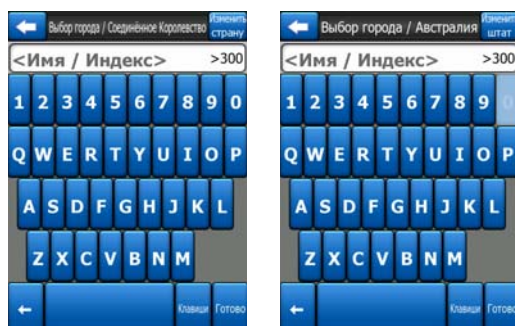 Выбор города / Соединённое Королевство
Изменить
страну
<Имя / Индекс> >300
1 2 3 4 5 6 7 8 9 0
Q W E R T Y U I O P
A S D F G H J K L
Z X C V B N M
Клавиши Готово
Выбор города / Австралия
Изменить
штат
<Имя / Индекс> >300
1 2 3 4 5 6 7 8 9 0
Q W E R T Y U I O P
A S D F G H J K L
Z X C V B N M
Клавиши Готово